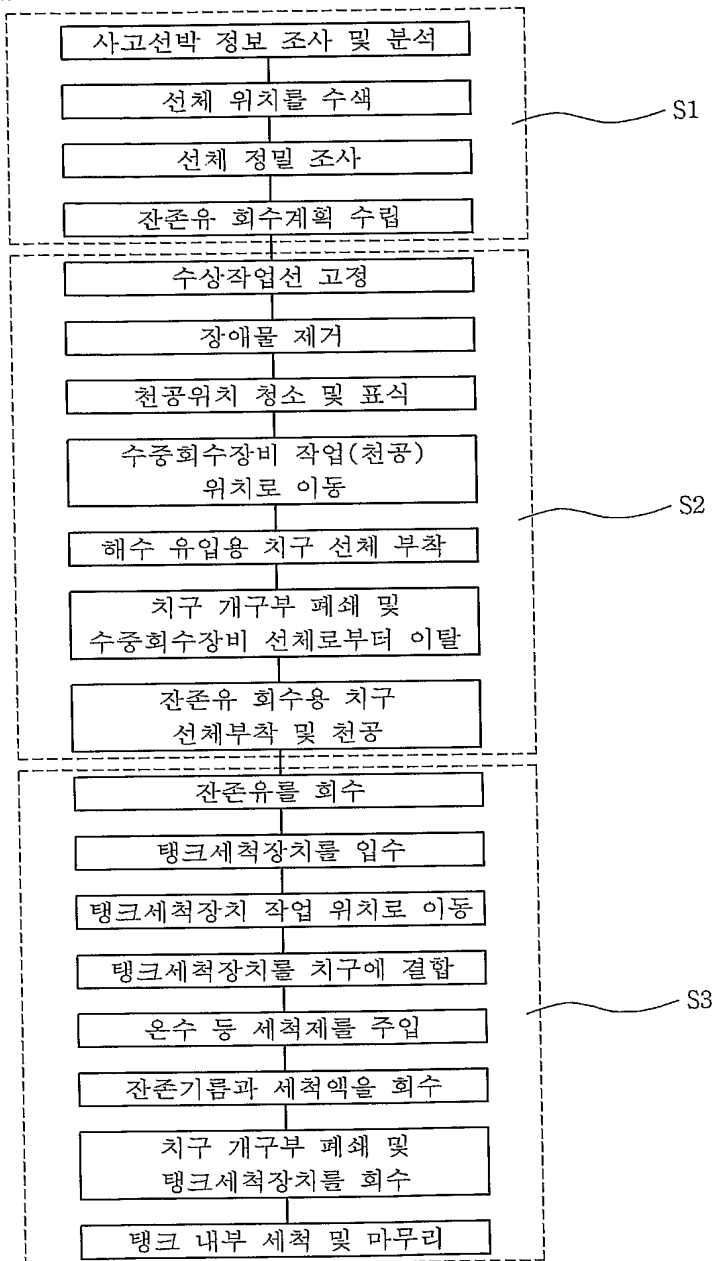 사고선박 정보 조사 및 분석
선체 위치를 수색
선체 정밀 조사
잔존유 회수계획 수립
S1
수상작업선 고정
장애물 제거
천공위치 청소 및 표식
수중회수장비 작업(천공)
위치로 이동
해수 유입용 치구 선체 부착
치구 개구부 폐쇄 및
수중회수장비 선체로부터 이탈
잔존유 회수용 치구
선체부착 및 천공
S2
잔존유를 회수
탱크세척장치를 입수
탱크세척장치 작업 위치로 이동
탱크세척장치를 치구에 결합
온수 등 세척제를 주입
잔존기름과 세척액을 회수
치구 개구부 폐쇄 및
탱크세척장치를 회수
탱크 내부 세척 및 마무리
S3